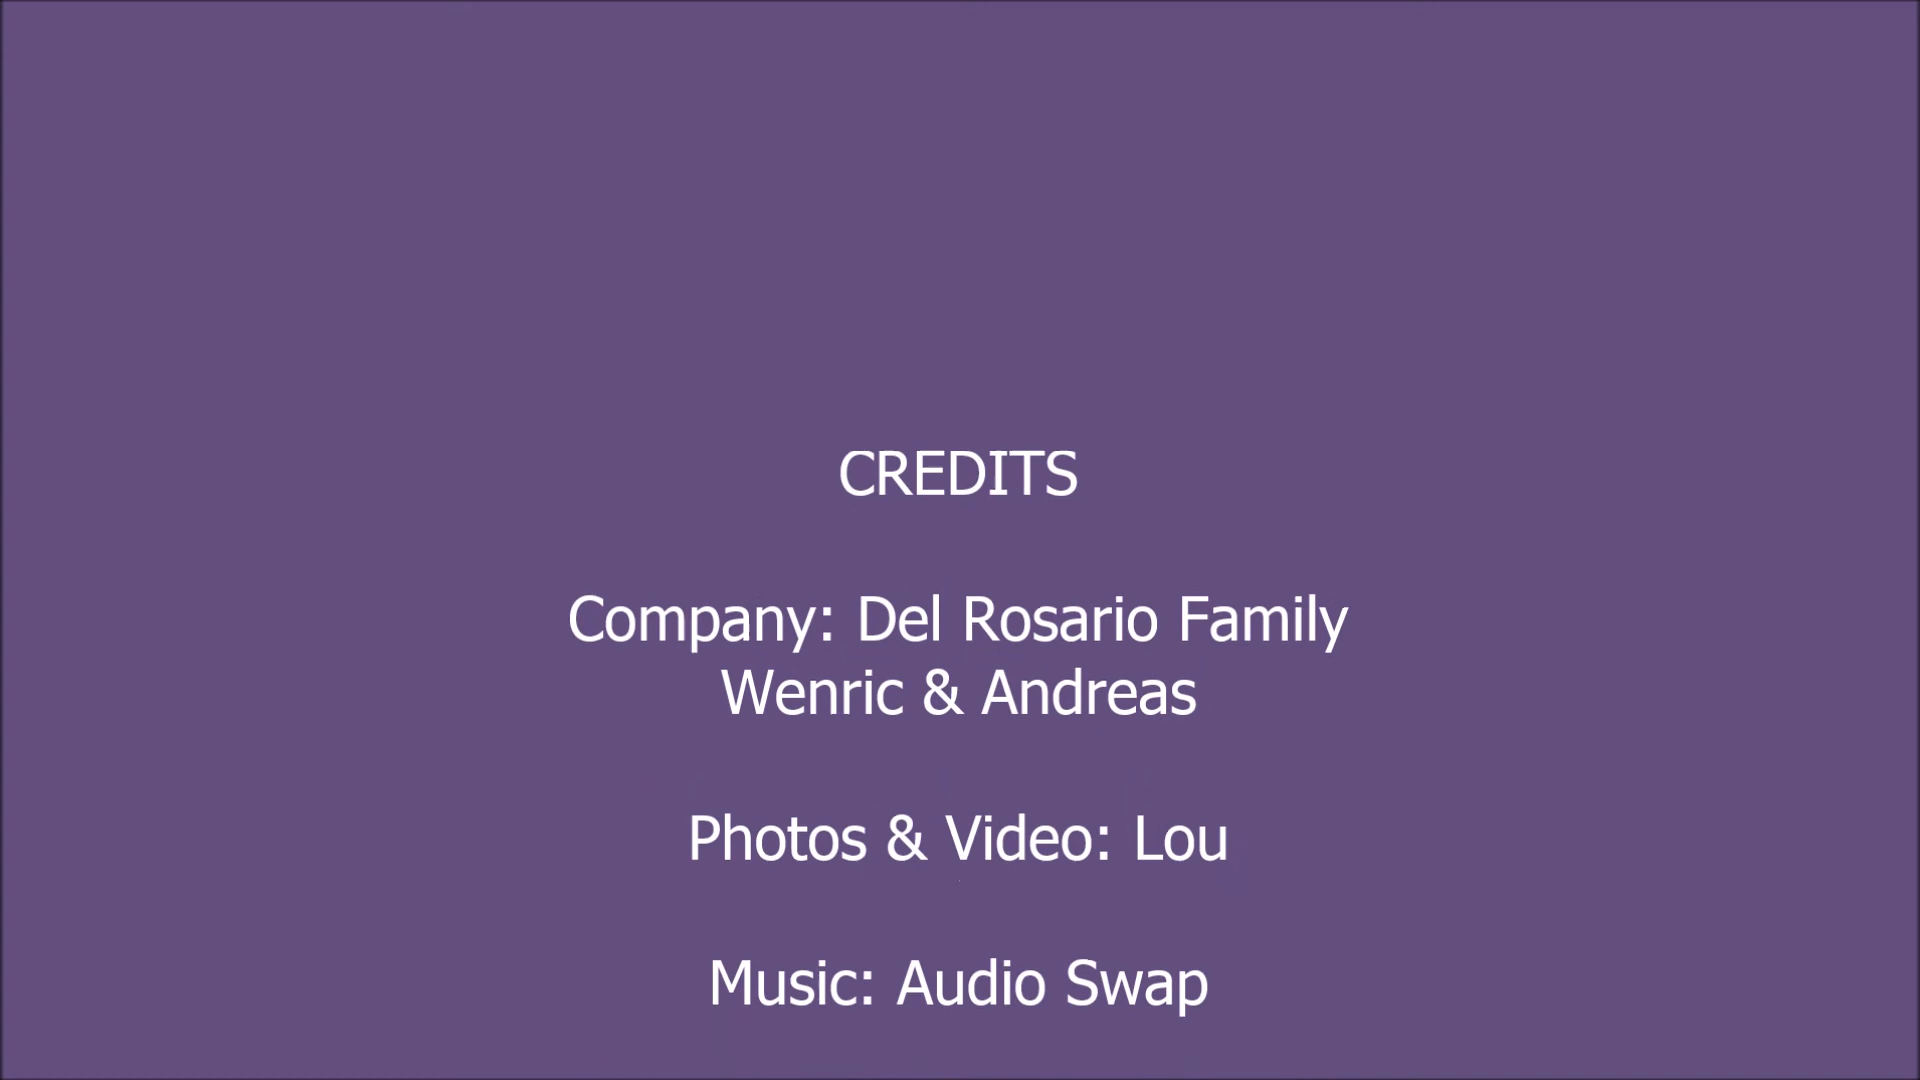 CREDITS
Company: Del Rosario Family
Wenric & Andreas
Photos & Video: Lou
Music: Audio Swap